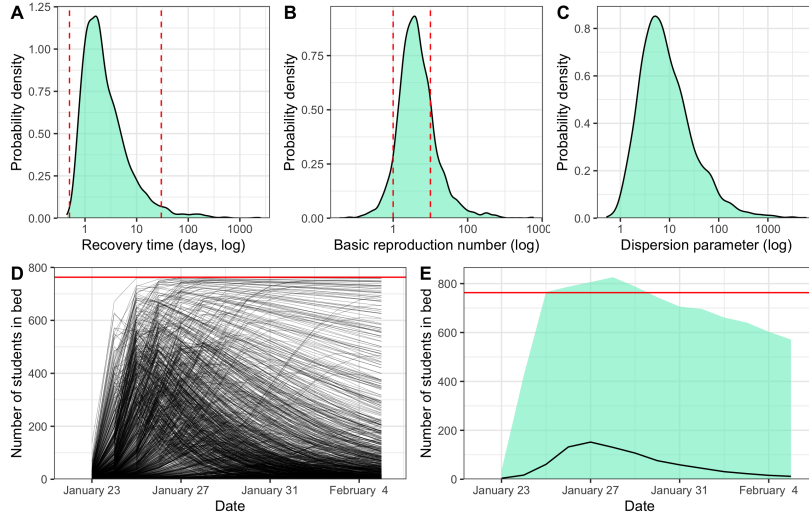 A
Probability density
1.25
1.00
0.75
0.50
0.25
0.00
1
10
100
1000
Recovery time (days, log)
B
Probability density
0.75
0.50
0.25
0.00
1
100
1000
Basic reproduction number (log)
C
Probability density
0.8
0.6
0.4
0.2
0.0
1
10
100
1000
Dispersion parameter (log)
D
Number of students in bed
800
600
400
200
0
January 23
January 27
January 31
February 4
Date
E
Number of students in bed
800
600
400
200
0
January 23
January 27
January 31
February 4
Date